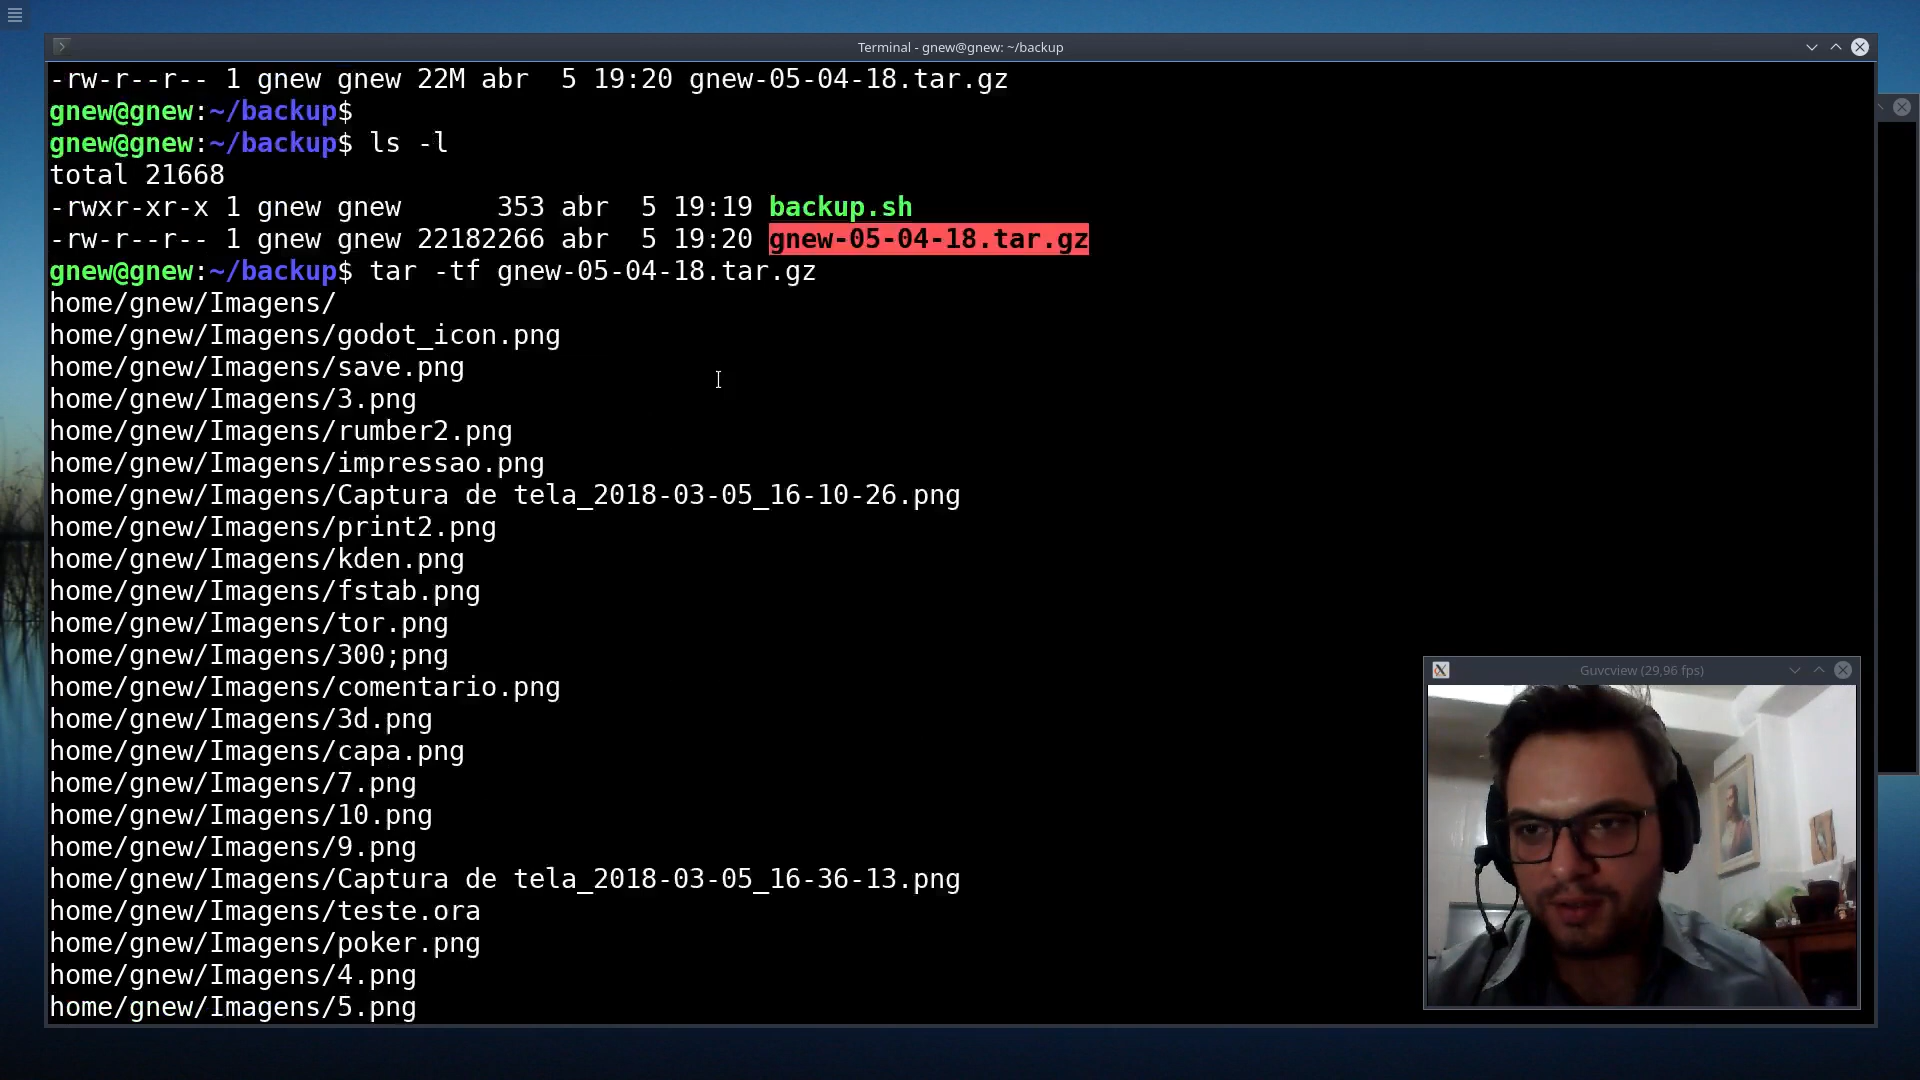 Terminal - gnew@gnew: ~/backup
-rw-r--r-- 1 gnew gnew 22M abr  5 19:20 gnew-05-04-18.tar.gz
gnew@gnew:~/backup$
gnew@gnew:~/backup$ ls -l
total 21668
-rwxr-xr-x 1 gnew gnew      353 abr  5 19:19 backup.sh
-rw-r--r-- 1 gnew gnew 22182266 abr  5 19:20 gnew-05-04-18.tar.gz
gnew@gnew:~/backup$ tar -tf gnew-05-04-18.tar.gz
home/gnew/Imagens/
home/gnew/Imagens/godot_icon.png
home/gnew/Imagens/save.png
home/gnew/Imagens/3.png
home/gnew/Imagens/rumber2.png
home/gnew/Imagens/impressao.png
home/gnew/Imagens/Captura de tela_2018-03-05_16-10-26.png
home/gnew/Imagens/print2.png
home/gnew/Imagens/kden.png
home/gnew/Imagens/fstab.png
home/gnew/Imagens/tor.png
home/gnew/Imagens/300;png
home/gnew/Imagens/comentario.png
home/gnew/Imagens/3d.png
home/gnew/Imagens/capa.png
home/gnew/Imagens/7.png
home/gnew/Imagens/10.png
home/gnew/Imagens/9.png
home/gnew/Imagens/Captura de tela_2018-03-05_16-36-13.png
home/gnew/Imagens/teste.ora
home/gnew/Imagens/poker.png
home/gnew/Imagens/4.png
home/gnew/Imagens/5.png
Guvcview (29,96 fps)